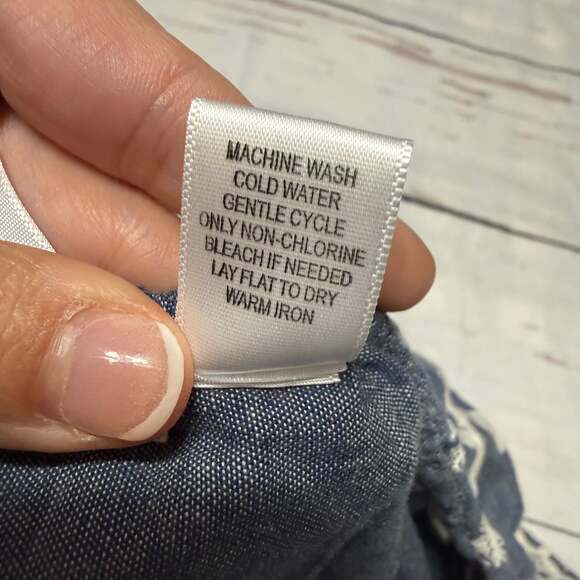 MACHINE WASH
COLD WATER
GENTLE CYCLE
ONLY NON-CHLORINE
BLEACH IF NEEDED
LAY FLAT TO DRY
WARM IRON